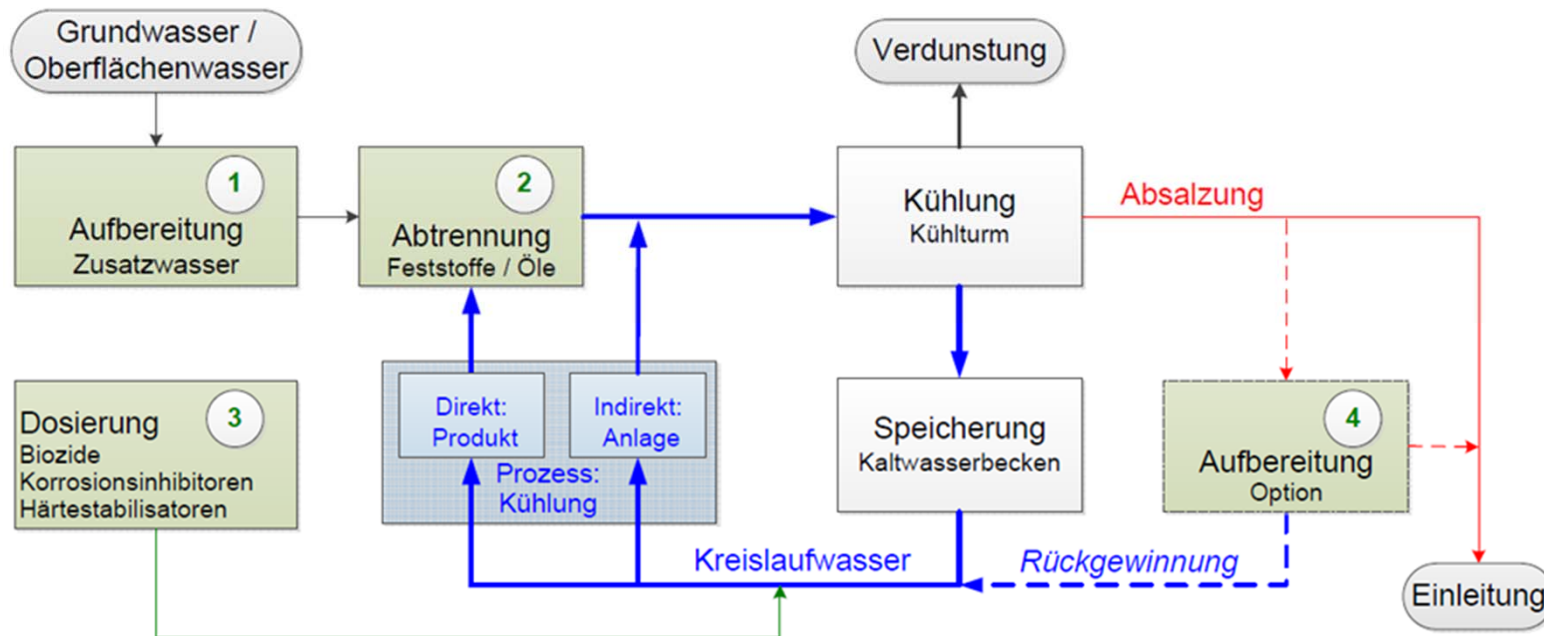 Grundwasser /
Oberflächenwasser
Verdunstung
1
Aufbereitung
Zusatzwasser
2
Abtrennung
Feststoffe / Öle
Kühlung
Kühlturm
Absalzung
3
Dosierung
Biozide
Korrosionsinhibitoren
Härtestabilisatoren
Direkt:
Produkt
Indirekt:
Anlage
Prozess:
Kühlung
Speicherung
Kaltwasserbecken
4
Aufbereitung
Option
Kreislaufwasser
Rückgewinnung
Einleitung